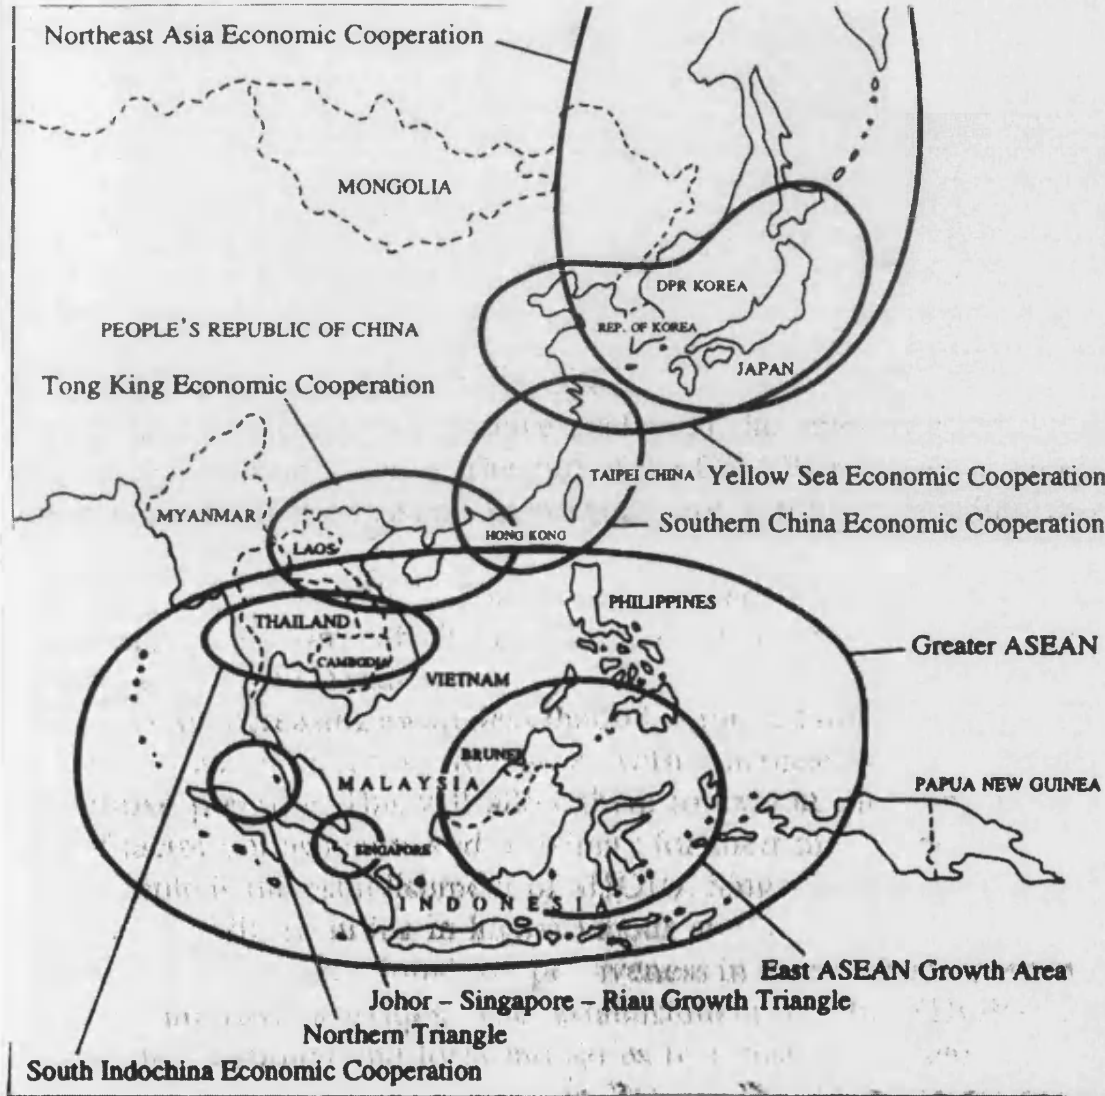 Northeast Asia Economic Cooperation
MONGOLIA
DPR KOREA
PEOPLE'S REPUBLIC OF CHINA
REP. OF KOREA
JAPAN
Tong King Economic Cooperation
TAIPEI CHINA
Yellow Sea Economic Cooperation
MYANMAR
Southern China Economic Cooperation
HONG KONG
LAOS
PHILIPPINES
THAILAND
Greater ASEAN
CAMBODIA
VIETNAM
BRUNEI
MALAYSIA
PAPUA NEW GUINEA
SINGAPORE
INDONESIA
East ASEAN Growth Area
Johor – Singapore – Riau Growth Triangle
Northern Triangle
South Indochina Economic Cooperation